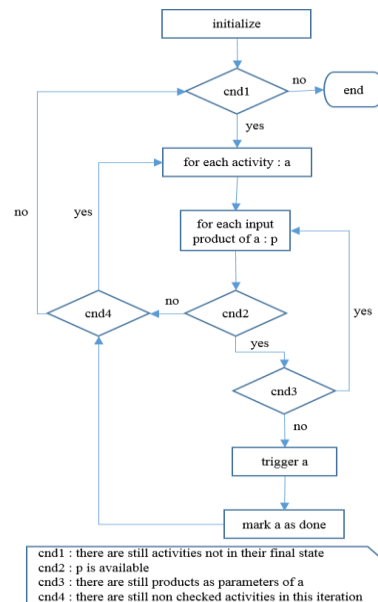 initialize
cnd1
no
end
yes
for each activity : a
no
yes
for each input
product of a : p
cnd4
no
cnd2
yes
yes
cnd3
no
trigger a
mark a as done
cnd1 : there are still activities not in their final state
cnd2 : p is available
cnd3 : there are still products as parameters of a
cnd4 : there are still non checked activities in this iteration